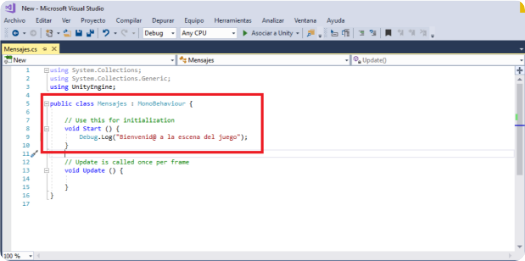 New - Microsoft Visual Studio
Archivo Editar Ver Proyecto Compilar Depurar Equipo Herramientas Analizar Ventana Ayuda
Debug Any CPU Asociar a Unity
Mensajes.cs
New Mensajes Update()
1 using System.Collections;
2 using System.Collections.Generic;
3 using UnityEngine;
4
5 public class Mensajes : MonoBehaviour {
6
7 // Use this for initialization
8 void Start () {
9 Debug.Log("Bienvenid@ a la escena del juego");
10 }
11
12 // Update is called once per frame
13 void Update () {
14
15 }
16 }
17
100 %